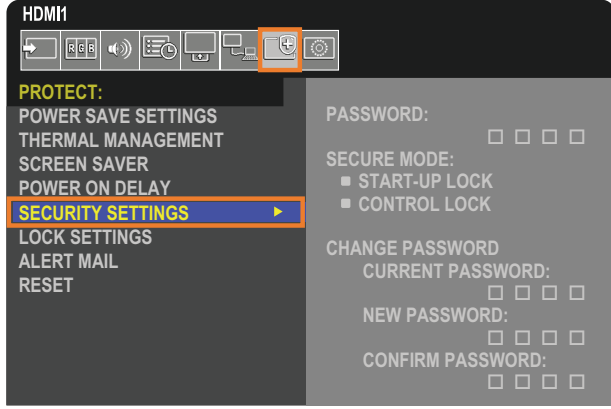 HDMI1
RGB
PROTECT:
POWER SAVE SETTINGS
THERMAL MANAGEMENT
SCREEN SAVER
POWER ON DELAY
SECURITY SETTINGS
LOCK SETTINGS
ALERT MAIL
RESET
PASSWORD:
SECURE MODE:
START-UP LOCK
CONTROL LOCK
CHANGE PASSWORD
CURRENT PASSWORD:
NEW PASSWORD:
CONFIRM PASSWORD: